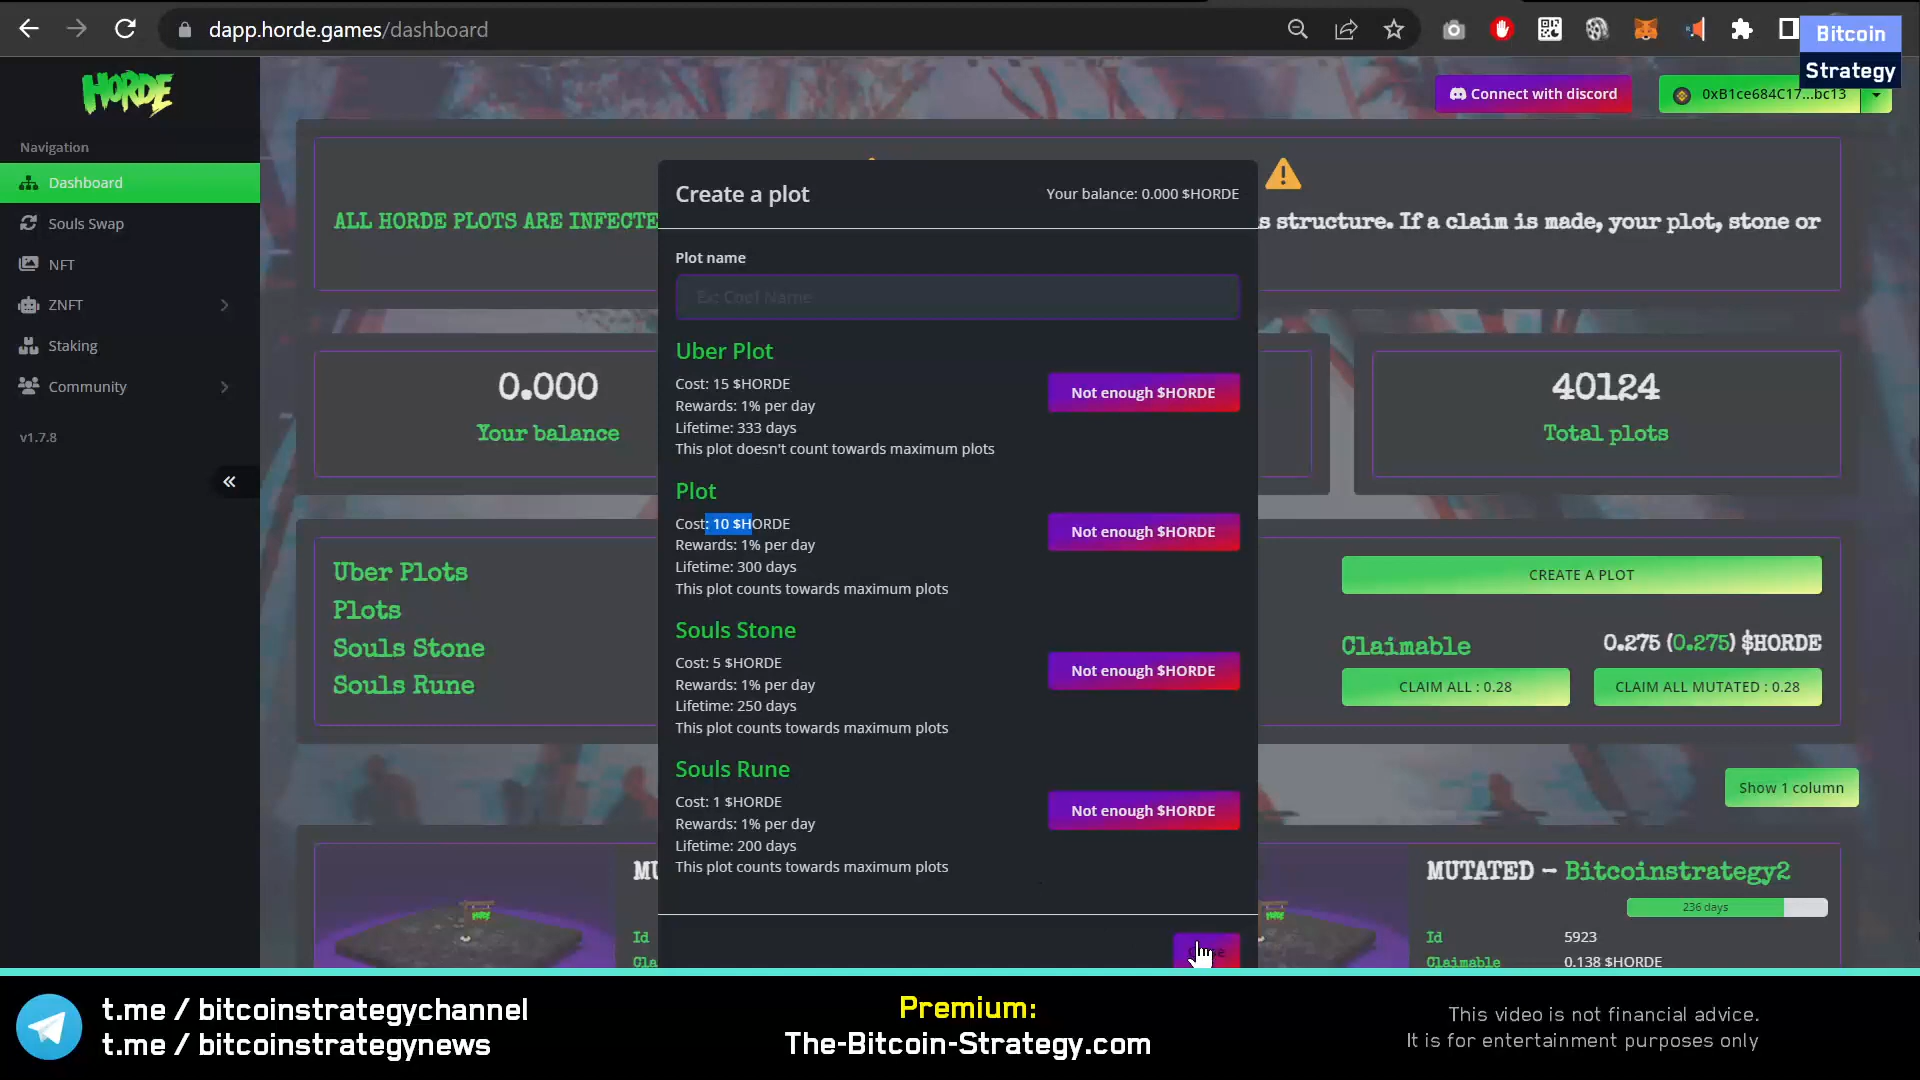 dapp.horde.games/dashboard
Bitcoin
Strategy
HORDE
Connect with discord
0xB1ce684C17...bc13
Navigation
Dashboard
Souls Swap
NFT
ZNFT
Staking
Community
v1.7.8
ALL HORDE PLOTS ARE INFECTE
s structure. If a claim is made, your plot, stone or
0.000
Your balance
40124
Total plots
Uber Plots
Plots
Souls Stone
Souls Rune
CREATE A PLOT
Claimable
0.275 (0.275) $HORDE
CLAIM ALL : 0.28
CLAIM ALL MUTATED : 0.28
Show 1 column
Create a plot
Your balance: 0.000 $HORDE
Plot name
Ex: Cool Name
Uber Plot
Cost: 15 $HORDE
Rewards: 1% per day
Lifetime: 333 days
This plot doesn't count towards maximum plots
Not enough $HORDE
Plot
Cost: 10 $HORDE
Rewards: 1% per day
Lifetime: 300 days
This plot counts towards maximum plots
Not enough $HORDE
Souls Stone
Cost: 5 $HORDE
Rewards: 1% per day
Lifetime: 250 days
This plot counts towards maximum plots
Not enough $HORDE
Souls Rune
Cost: 1 $HORDE
Rewards: 1% per day
Lifetime: 200 days
This plot counts towards maximum plots
Not enough $HORDE
Id
MUTATED - Bitcoinstrategy2
236 days
Id 5923
Claimable 0.138 $HORDE
t.me / bitcoinstrategychannel
t.me / bitcoinstrategynews
Premium:
The-Bitcoin-Strategy.com
This video is not financial advice.
It is for entertainment purposes only